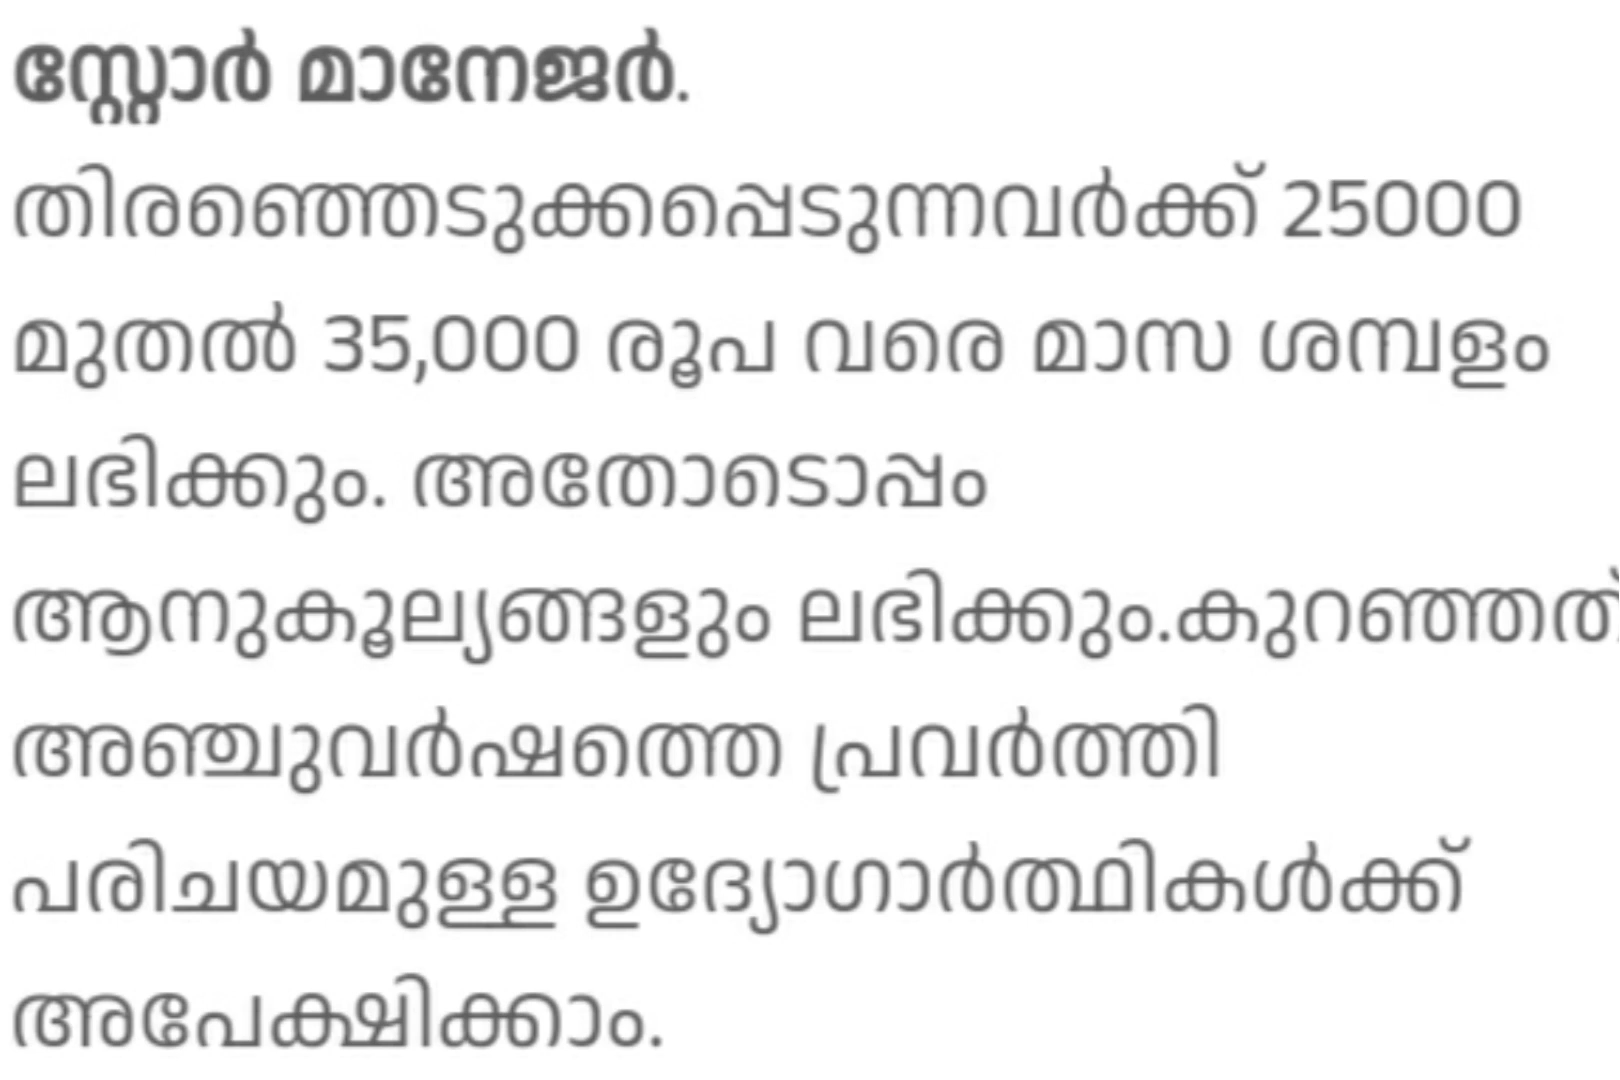 സ്റ്റോർ മാനേജർ.
തിരഞ്ഞെടുക്കപ്പെടുന്നവർക്ക് 25000
മുതൽ 35,000 രൂപ വരെ മാസ ശമ്പളം
ലഭിക്കും. അതോടൊപ്പം
ആനുകൂല്യങ്ങളും ലഭിക്കും.കുറഞ്ഞത്
അഞ്ചുവർഷത്തെ പ്രവർത്തി
പരിചയമുള്ള ഉദ്യോഗാർത്ഥികൾക്ക്
അപേക്ഷിക്കാം.